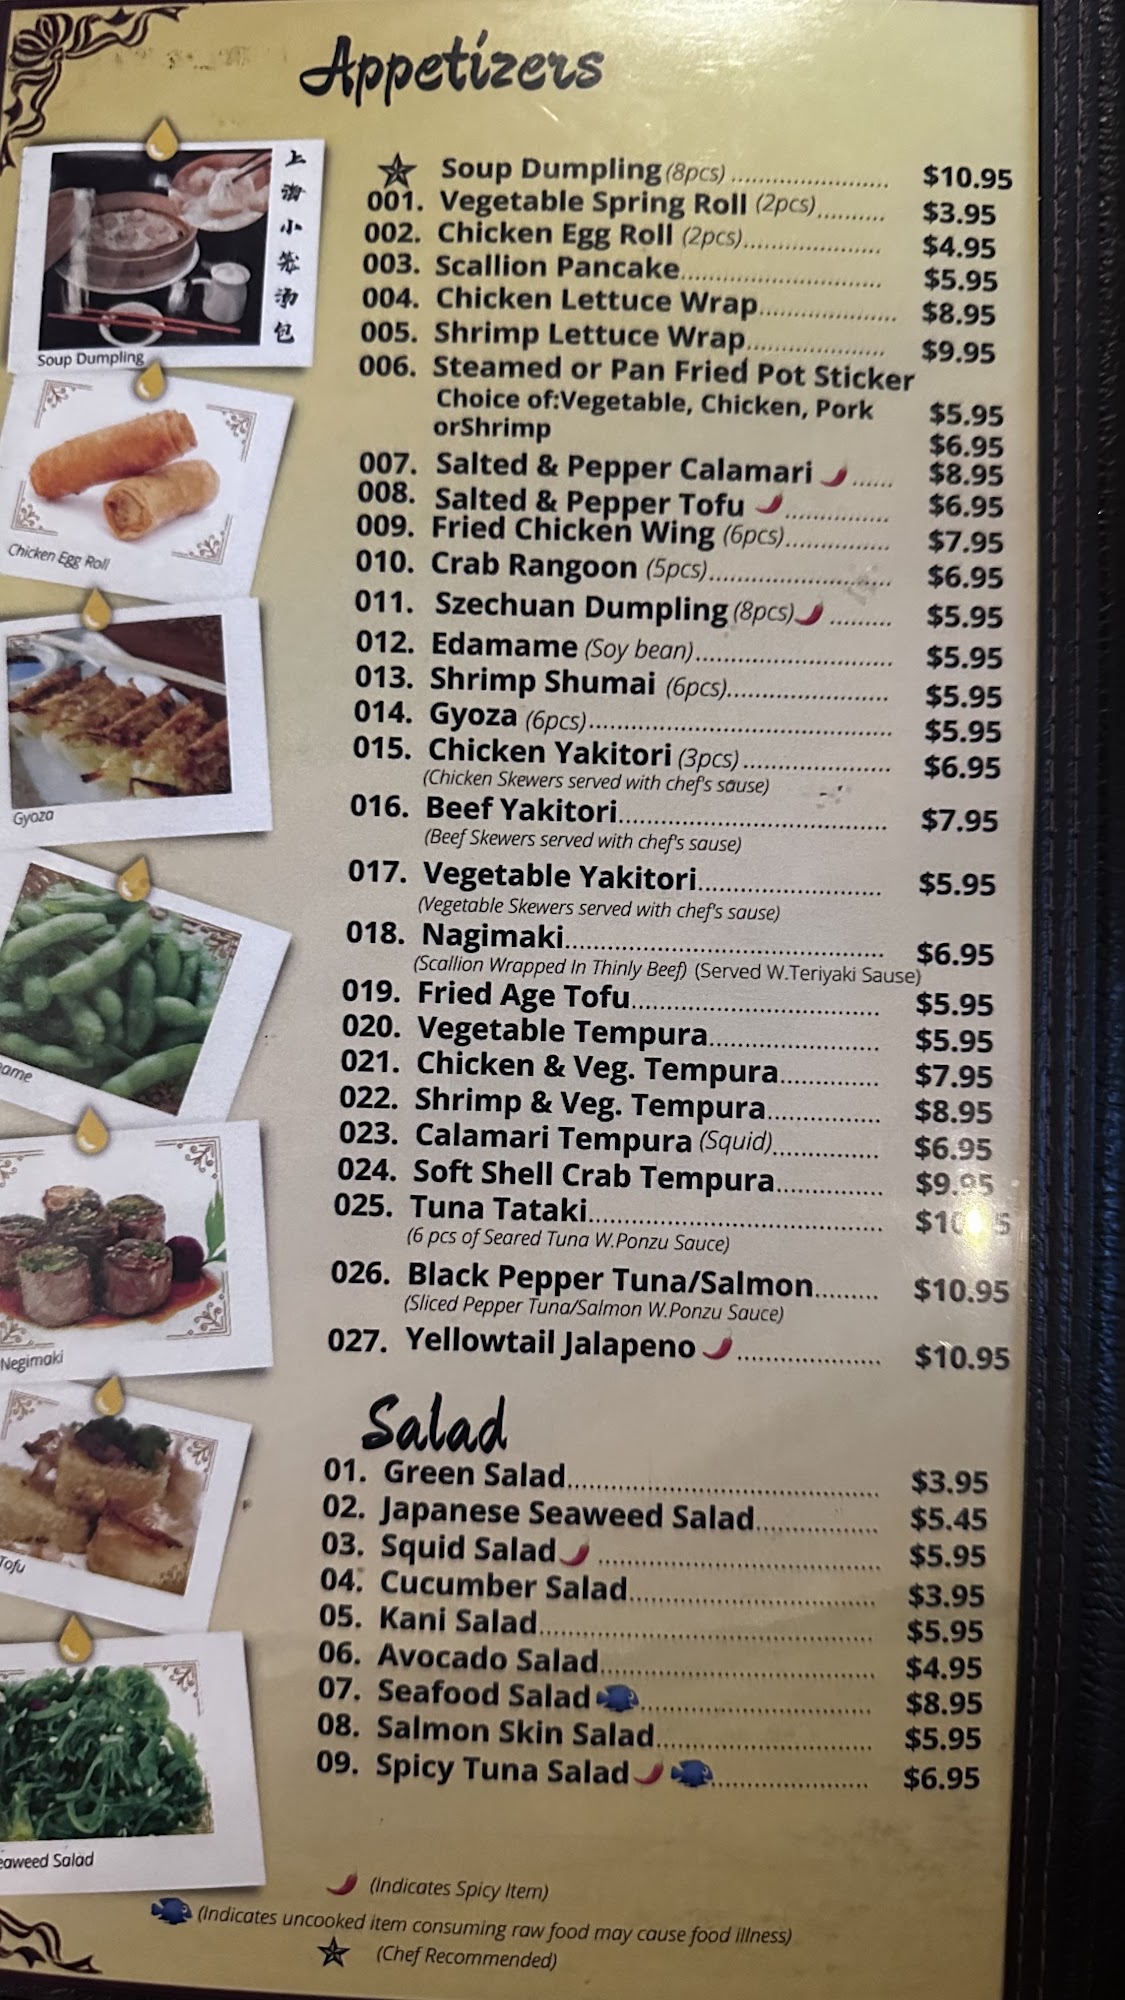 Appetizers
上海小笼汤包
Soup Dumpling
Chicken Egg Roll
Gyoza
ame
Negimaki
Tofu
eaweed Salad
Soup Dumpling (8pcs) $10.95
001. Vegetable Spring Roll (2pcs) $3.95
002. Chicken Egg Roll (2pcs) $4.95
003. Scallion Pancake $5.95
004. Chicken Lettuce Wrap $8.95
005. Shrimp Lettuce Wrap $9.95
006. Steamed or Pan Fried Pot Sticker
Choice of:Vegetable, Chicken, Pork $5.95
orShrimp $6.95
007. Salted & Pepper Calamari $8.95
008. Salted & Pepper Tofu $6.95
009. Fried Chicken Wing (6pcs) $7.95
010. Crab Rangoon (5pcs) $6.95
011. Szechuan Dumpling (8pcs) $5.95
012. Edamame (Soy bean) $5.95
013. Shrimp Shumai (6pcs) $5.95
014. Gyoza (6pcs) $5.95
015. Chicken Yakitori (3pcs) $6.95
(Chicken Skewers served with chef's sause)
016. Beef Yakitori $7.95
(Beef Skewers served with chef's sause)
017. Vegetable Yakitori $5.95
(Vegetable Skewers served with chef's sause)
018. Nagimaki $6.95
(Scallion Wrapped In Thinly Beef) (Served W.Teriyaki Sause)
019. Fried Age Tofu $5.95
020. Vegetable Tempura $5.95
021. Chicken & Veg. Tempura $7.95
022. Shrimp & Veg. Tempura $8.95
023. Calamari Tempura (Squid) $6.95
024. Soft Shell Crab Tempura $9.95
025. Tuna Tataki
(6 pcs of Seared Tuna W.Ponzu Sauce)
026. Black Pepper Tuna/Salmon $10.95
(Sliced Pepper Tuna/Salmon W.Ponzu Sauce)
027. Yellowtail Jalapeno $10.95
Salad
01. Green Salad $3.95
02. Japanese Seaweed Salad $5.45
03. Squid Salad $5.95
04. Cucumber Salad $3.95
05. Kani Salad $5.95
06. Avocado Salad $4.95
07. Seafood Salad $8.95
08. Salmon Skin Salad $5.95
09. Spicy Tuna Salad $6.95
(Indicates Spicy Item)
(Indicates uncooked item consuming raw food may cause food illness)
(Chef Recommended)